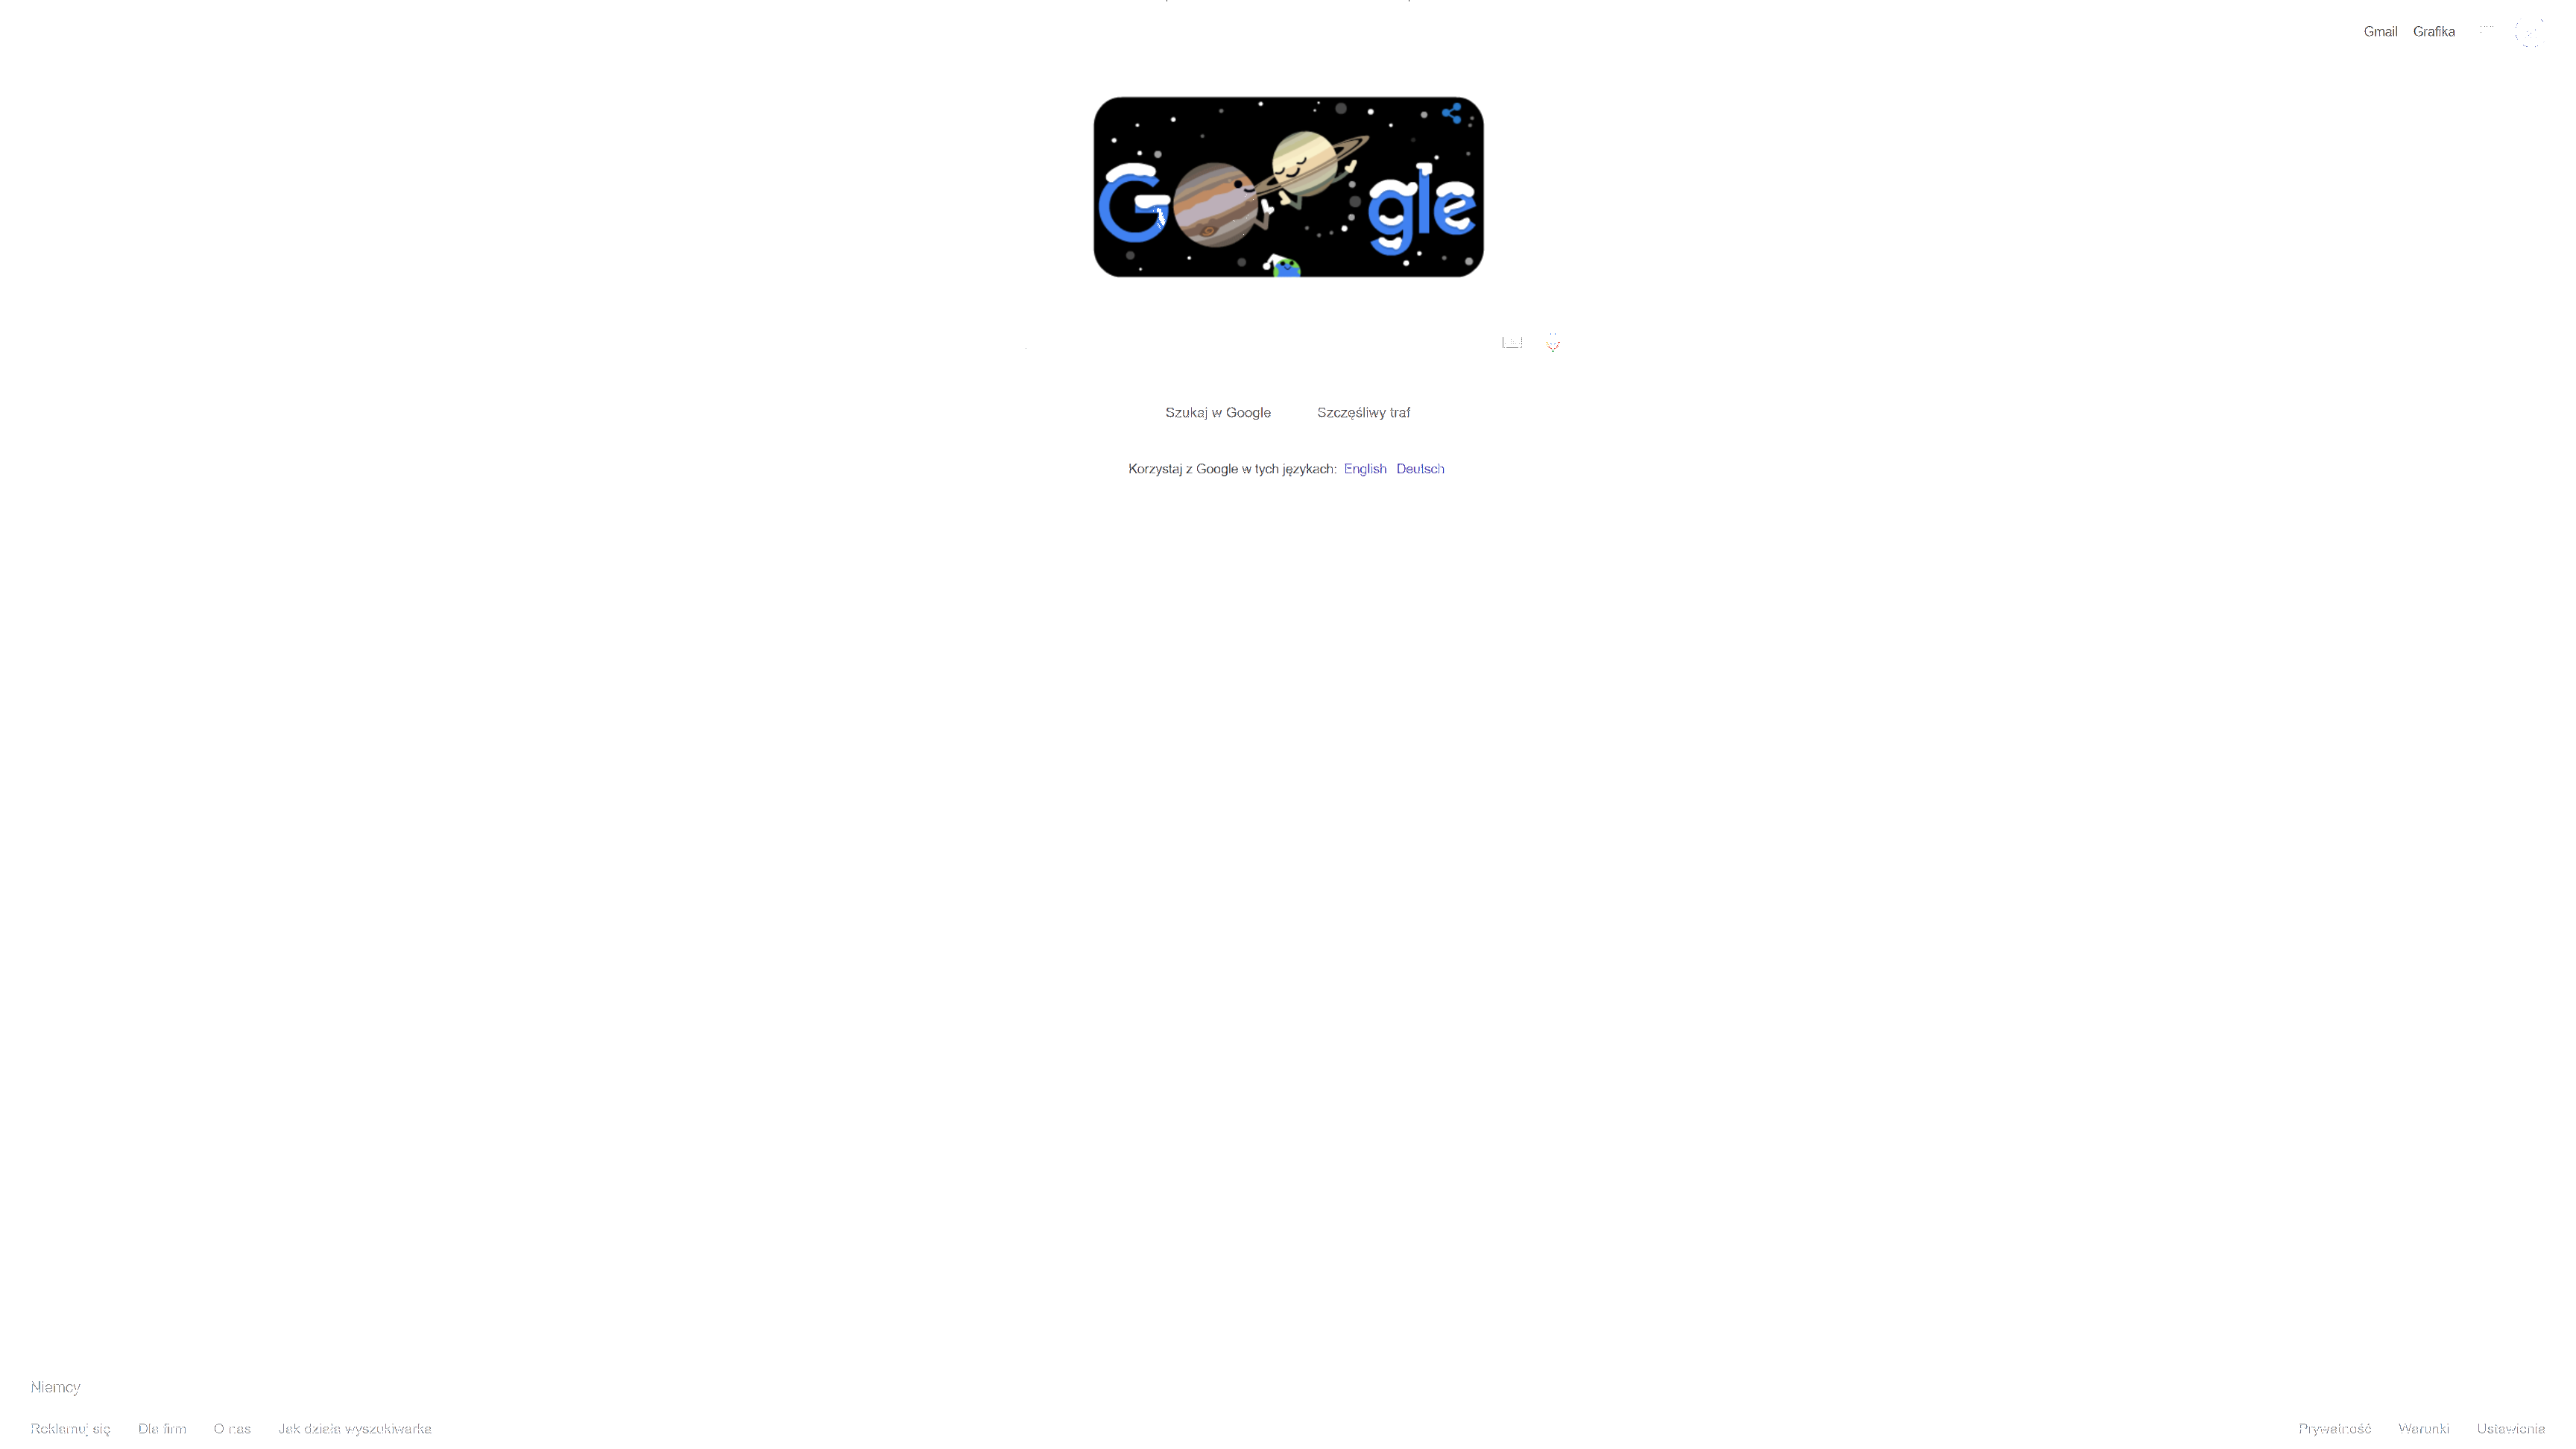 Gmail Grafika
Google
Szukaj w Google Szczęśliwy traf
Korzystaj z Google w tych językach: English Deutsch
Niemcy
Reklamuj się Dla firm O nas Jak działa wyszukiwarka
Prywatność Warunki Ustawienia